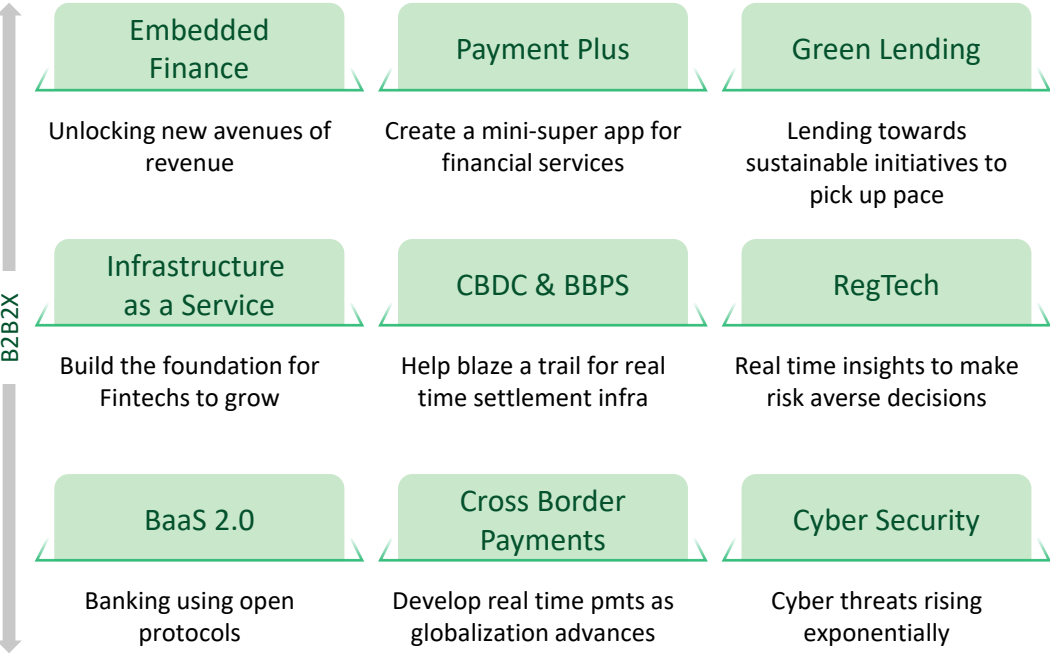 Embedded
Finance
Unlocking new avenues of
revenue
Payment Plus
Create a mini-super app for
financial services
Green Lending
Lending towards
sustainable initiatives to
pick up pace
B2B2X
Infrastructure
as a Service
Build the foundation for
Fintechs to grow
CBDC & BBPS
Help blaze a trail for real
time settlement infra
RegTech
Real time insights to make
risk averse decisions
BaaS 2.0
Banking using open
protocols
Cross Border
Payments
Develop real time pmts as
globalization advances
Cyber Security
Cyber threats rising
exponentially